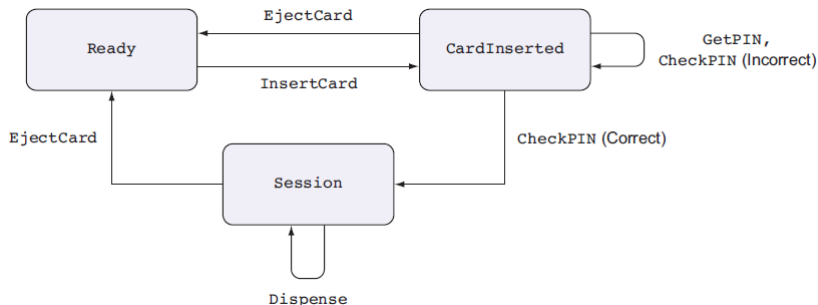 EjectCard
Ready
CardInserted
GetPIN,
CheckPIN (Incorrect)
InsertCard
EjectCard
CheckPIN (Correct)
Session
Dispense